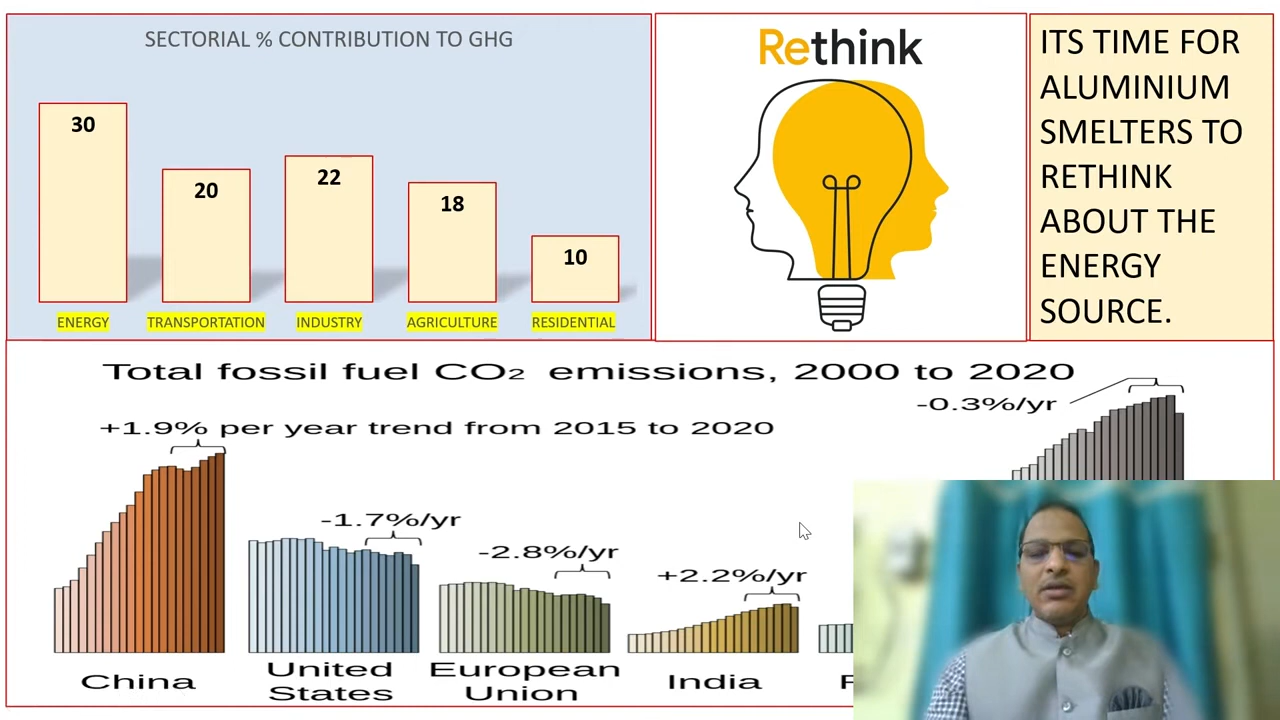 SECTORIAL % CONTRIBUTION TO GHG
30
20
22
18
10
ENERGY
TRANSPORTATION
INDUSTRY
AGRICULTURE
RESIDENTIAL
Rethink
ITS TIME FOR
ALUMINIUM
SMELTERS TO
RETHINK
ABOUT THE
ENERGY
SOURCE.
Total fossil fuel CO₂ emissions, 2000 to 2020
-0.3%/yr
+1.9% per year trend from 2015 to 2020
-1.7%/yr
-2.8%/yr
+2.2%/yr
China
United
States
European
Union
India